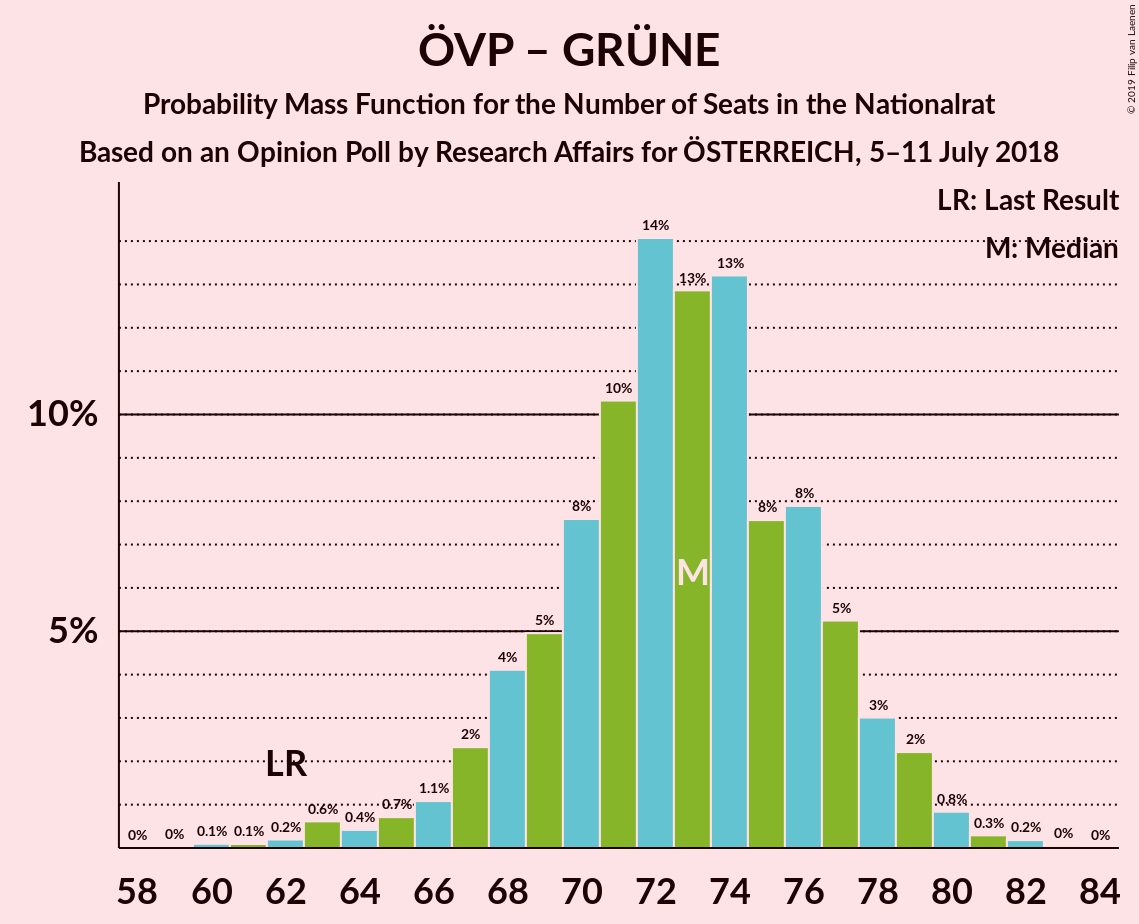 ÖVP – GRÜNE
Probability Mass Function for the Number of Seats in the Nationalrat
Based on an Opinion Poll by Research Affairs for ÖSTERREICH, 5–11 July 2018
© 2019 Filip van Laenen
LR: Last Result
M: Median
10%
5%
0% 0% 0.1% 0.1% 0.2% 0.6% 0.4% 0.7% 1.1% 2% 4% 5% 8% 10% 14% 13% 13% 8% 8% 5% 3% 2% 0.8% 0.3% 0.2% 0% 0%
LR
M
58 60 62 64 66 68 70 72 74 76 78 80 82 84